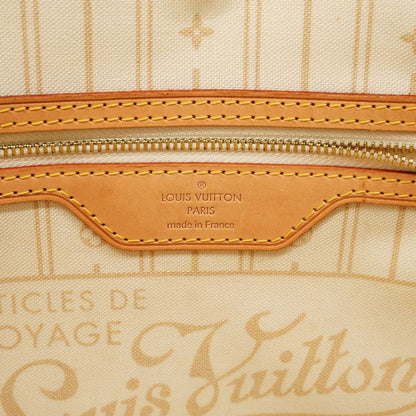 ®
LOUIS VUITTON
PARIS
made in France
TICLES DE
OYAGE
Louis Vuitton